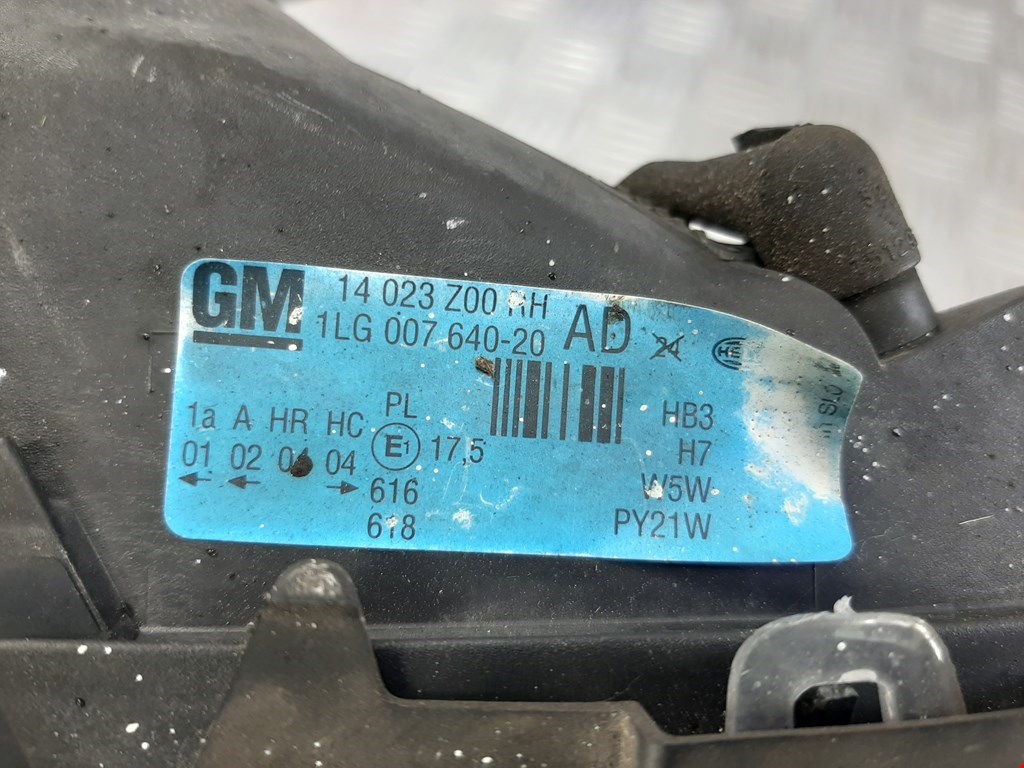 GM 14 023 Z00 RH
1LG 007 640-20 AD 24
1a A HR HC PL HB3
01 02 04 E1 17,5 H7
616 W5W
618 PY21W